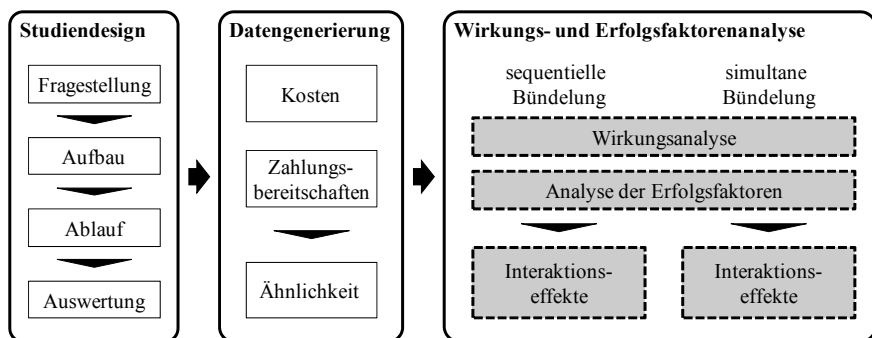 Studiendesign
Fragestellung
Aufbau
Ablauf
Auswertung
Datengenerierung
Kosten
Zahlungs-
bereitschaften
Ähnlichkeit
Wirkungs- und Erfolgsfaktorenanalyse
sequentielle
Bündelung
simultane
Bündelung
Wirkungsanalyse
Analyse der Erfolgsfaktoren
Interaktions-
effekte
Interaktions-
effekte